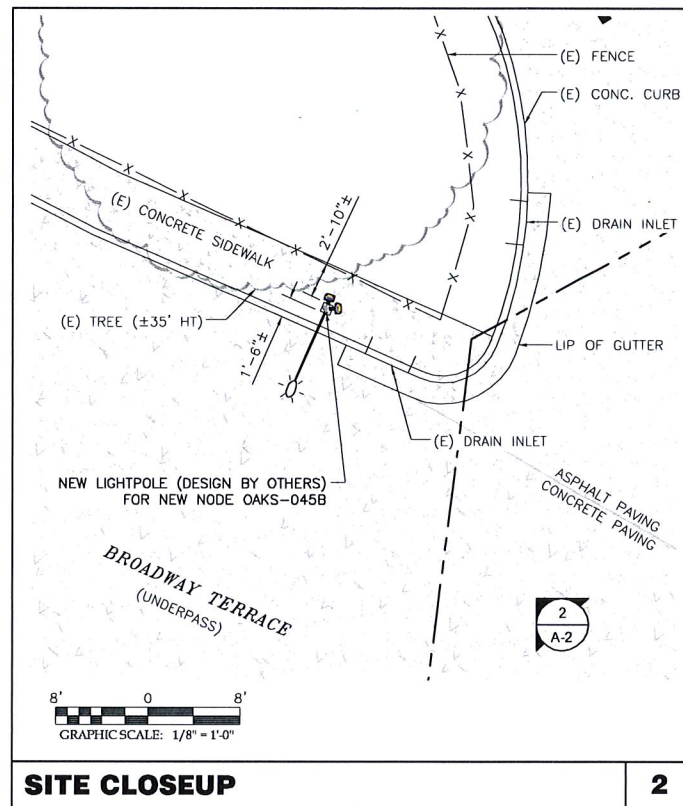 (E) FENCE
(E) CONC. CURB
X
X
X
X
X
X
X
X
X
X
X
(E) CONCRETE SIDEWALK
2'-10"±
(E) DRAIN INLET
(E) TREE (±35' HT)
1'-6"±
LIP OF GUTTER
(E) DRAIN INLET
NEW LIGHTPOLE (DESIGN BY OTHERS)
FOR NEW NODE OAKS-045B
ASPHALT PAVING
CONCRETE PAVING
BROADWAY TERRACE
(UNDERPASS)
2
A-2
8' 0 8'
GRAPHIC SCALE: 1/8" = 1'-0"
SITE CLOSEUP 2